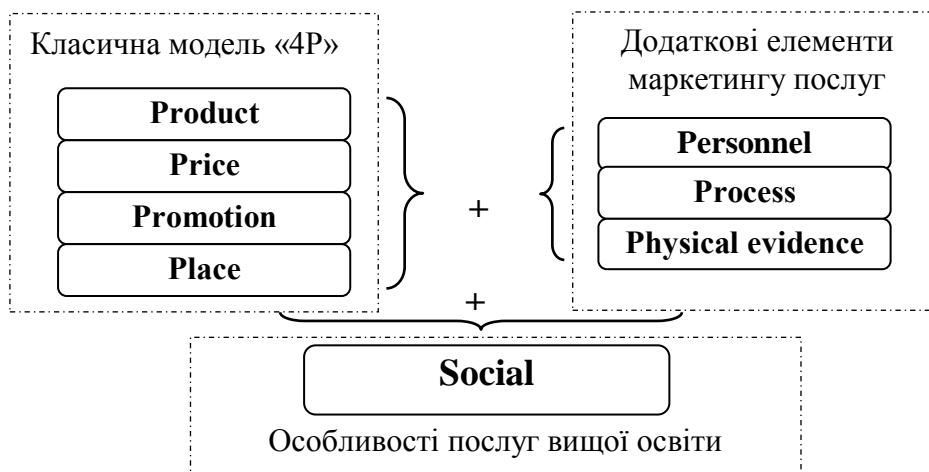 Класична модель «4Р»
Product
Price
Promotion
Place
+
Додаткові елементи
маркетингу послуг
Personnel
Process
Physical evidence
+
Social
Особливості послуг вищої освіти